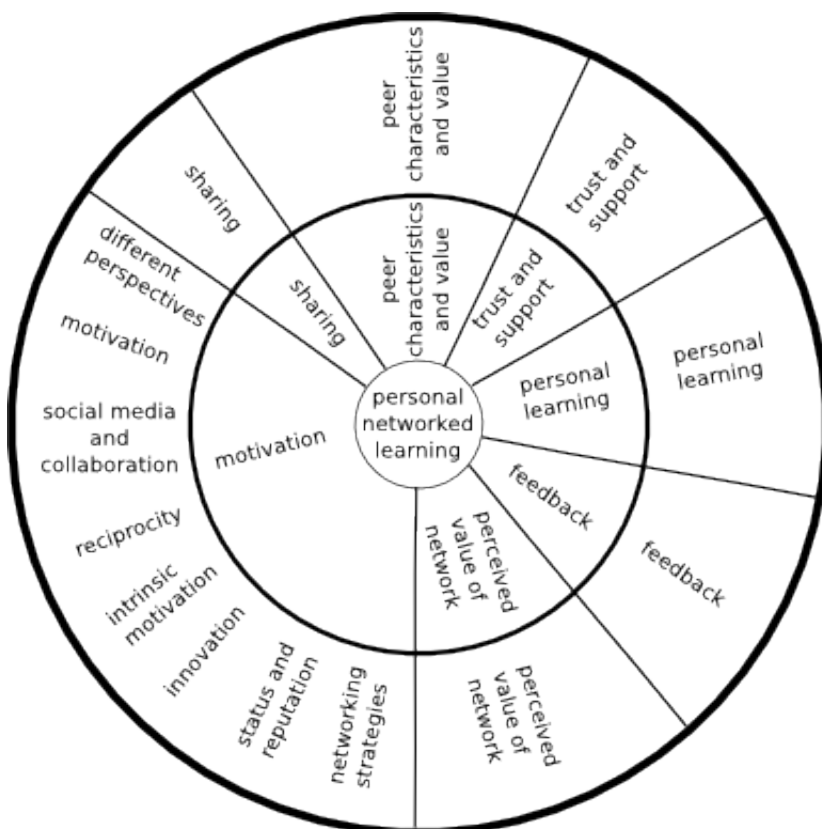 peer
characteristics
and value
trust and
support
personal
learning
feedback
perceived
value of
network
networking
strategies
status and
reputation
innovation
intrinsic
motivation
reciprocity
social media
and
collaboration
motivation
different
perspectives
sharing
peer
characteristics
and value
trust and
support
personal
learning
feedback
perceived
value of
network
motivation
sharing
personal
networked
learning